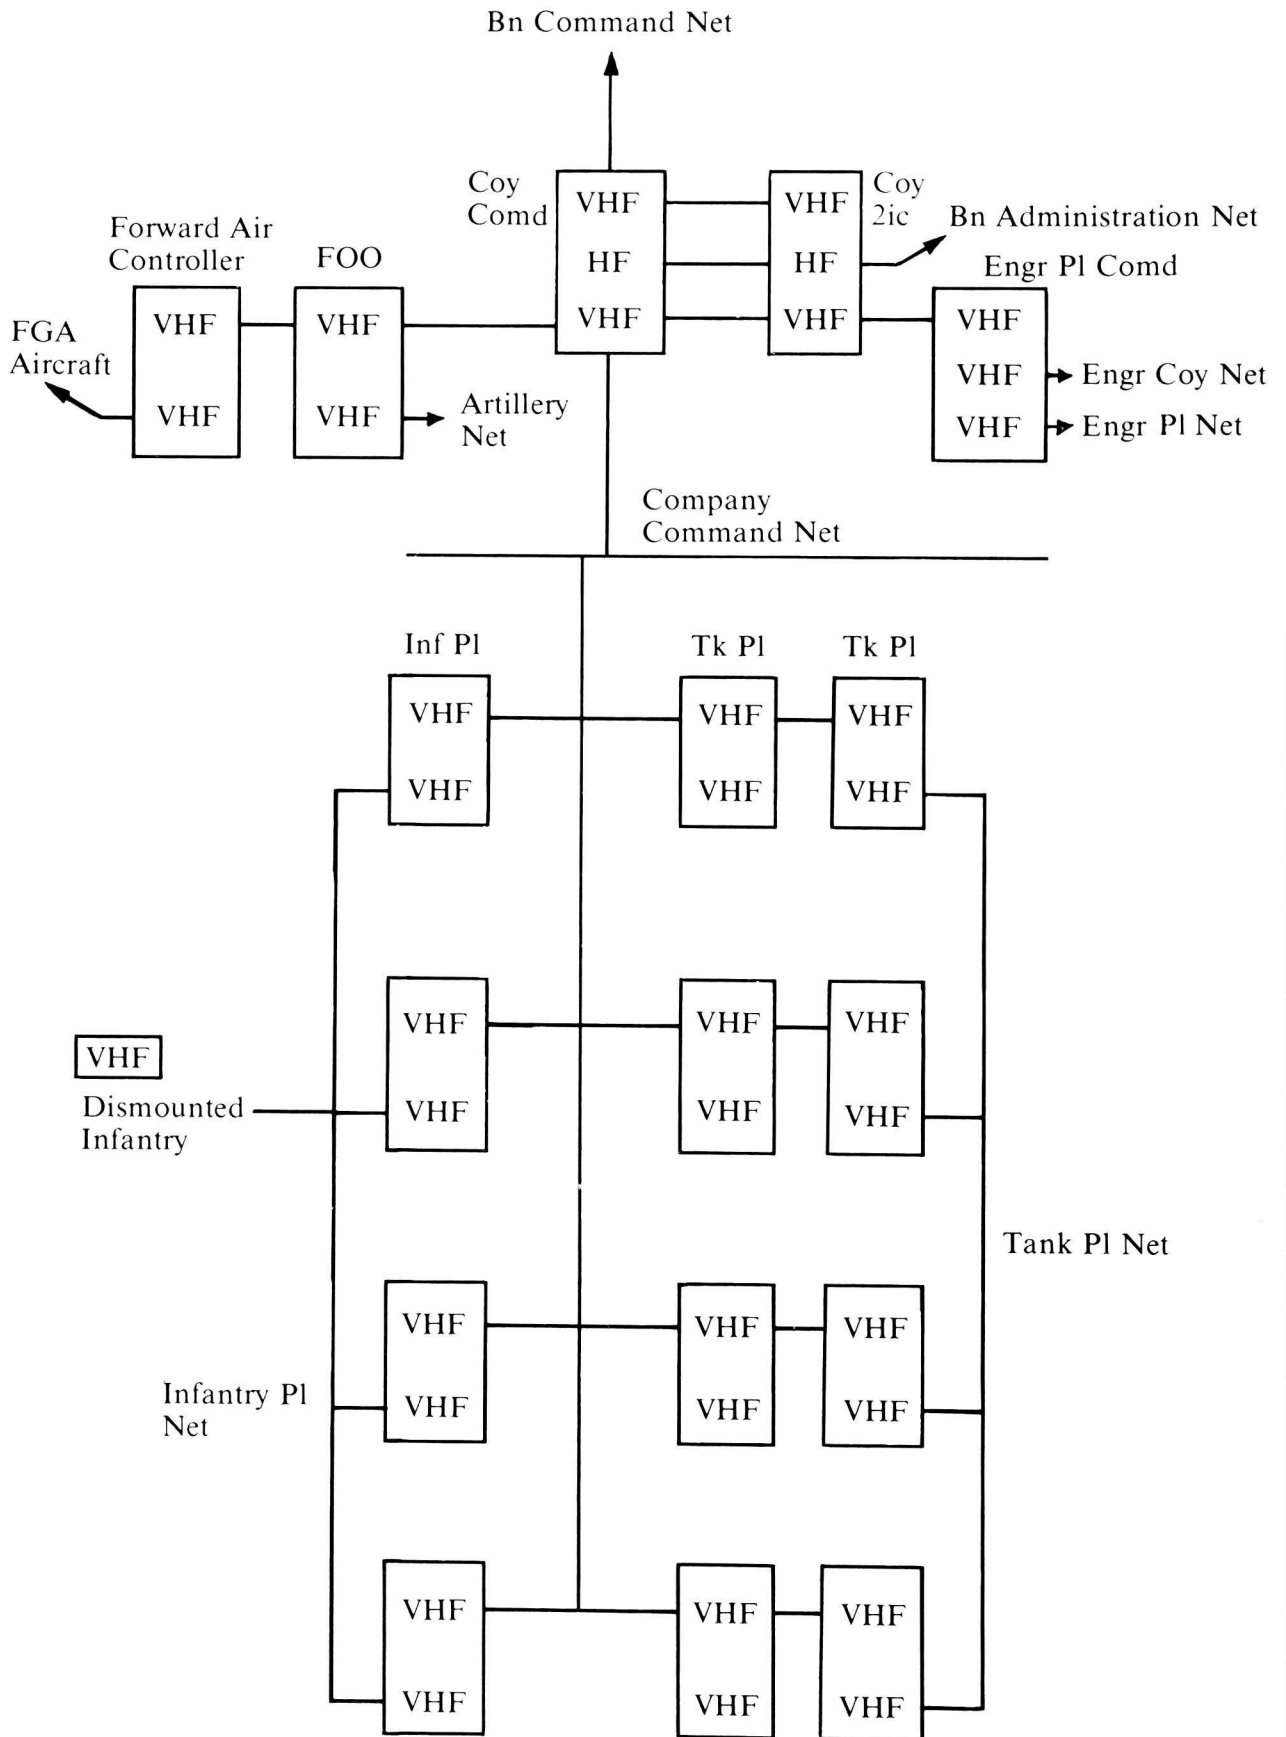 Bn Command Net
Coy
Comd
VHF
HF
VHF
VHF
HF
VHF
Coy
2ic
Bn Administration Net
Engr Pl Comd
VHF
VHF
VHF
Engr Coy Net
Engr Pl Net
Forward Air
Controller
FOO
FGA
Aircraft
VHF
VHF
VHF
VHF
Artillery
Net
Company
Command Net
Inf Pl
Tk Pl
Tk Pl
VHF
VHF
VHF
VHF
VHF
VHF
VHF
Dismounted
Infantry
VHF
VHF
VHF
VHF
VHF
VHF
Tank Pl Net
Infantry Pl
Net
VHF
VHF
VHF
VHF
VHF
VHF
VHF
VHF
VHF
VHF
VHF
VHF